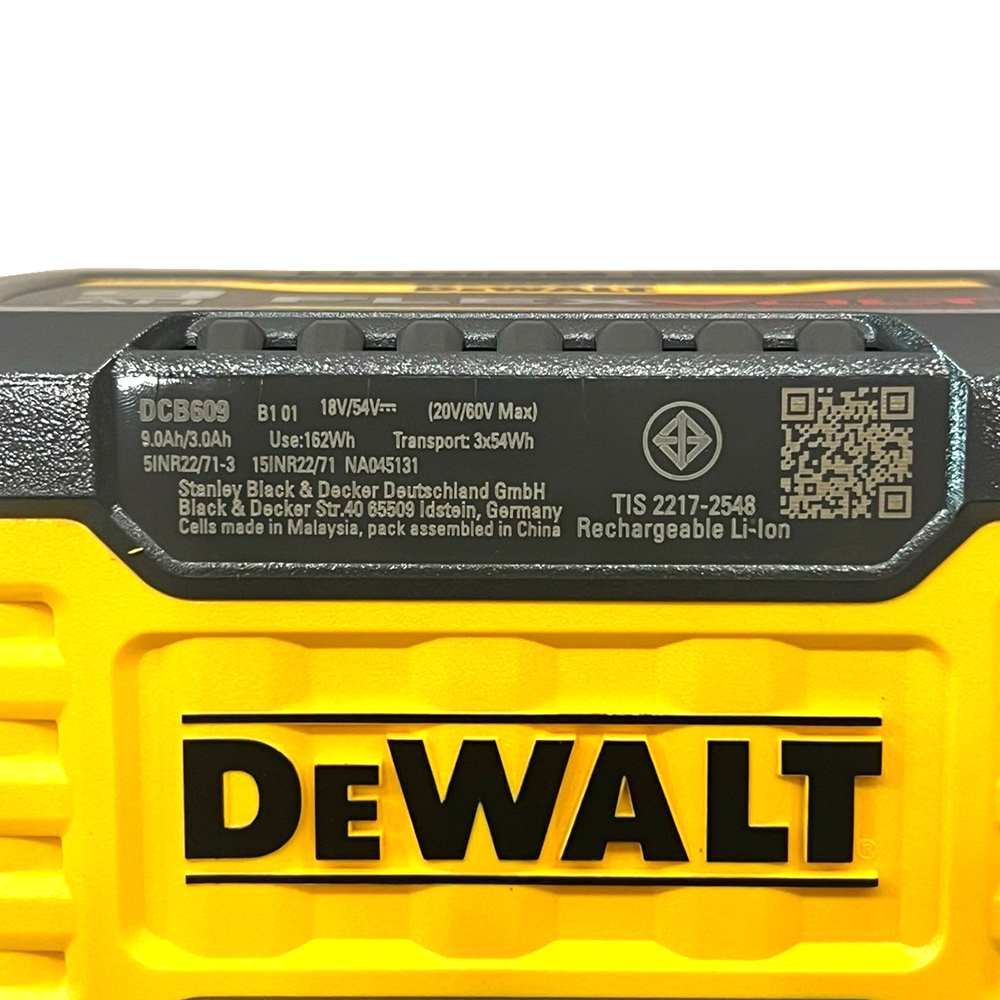 DEWALT
DCB609 B1 01 18V/54V⎓ (20V/60V Max)
9.0Ah/3.0Ah Use:162Wh Transport: 3x54Wh
5INR22/71-3 15INR22/71 NA045131
Stanley Black & Decker Deutschland GmbH
Black & Decker Str.40 65509 Idstein, Germany
Cells made in Malaysia, pack assembled in China
TIS 2217-2548
Rechargeable Li-Ion
DEWALT®